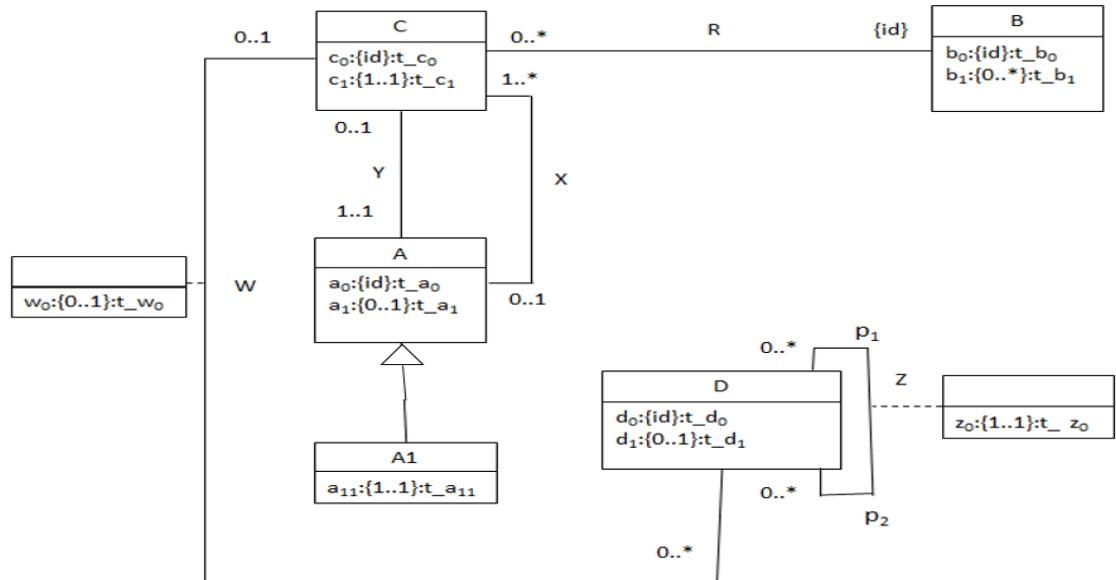 C
c₀:{id}:t_c₀
c₁:{1..1}:t_c₁
0..1
0..*
R
{id}
B
b₀:{id}:t_b₀
b₁:{0..*}:t_b₁
1..*
0..1
Y
X
1..1
A
a₀:{id}:t_a₀
a₁:{0..1}:t_a₁
0..1
w₀:{0..1}:t_w₀
W
A1
a₁₁:{1..1}:t_a₁₁
p₁
0..*
Z
D
d₀:{id}:t_d₀
d₁:{0..1}:t_d₁
z₀:{1..1}:t_ z₀
0..*
p₂
0..*